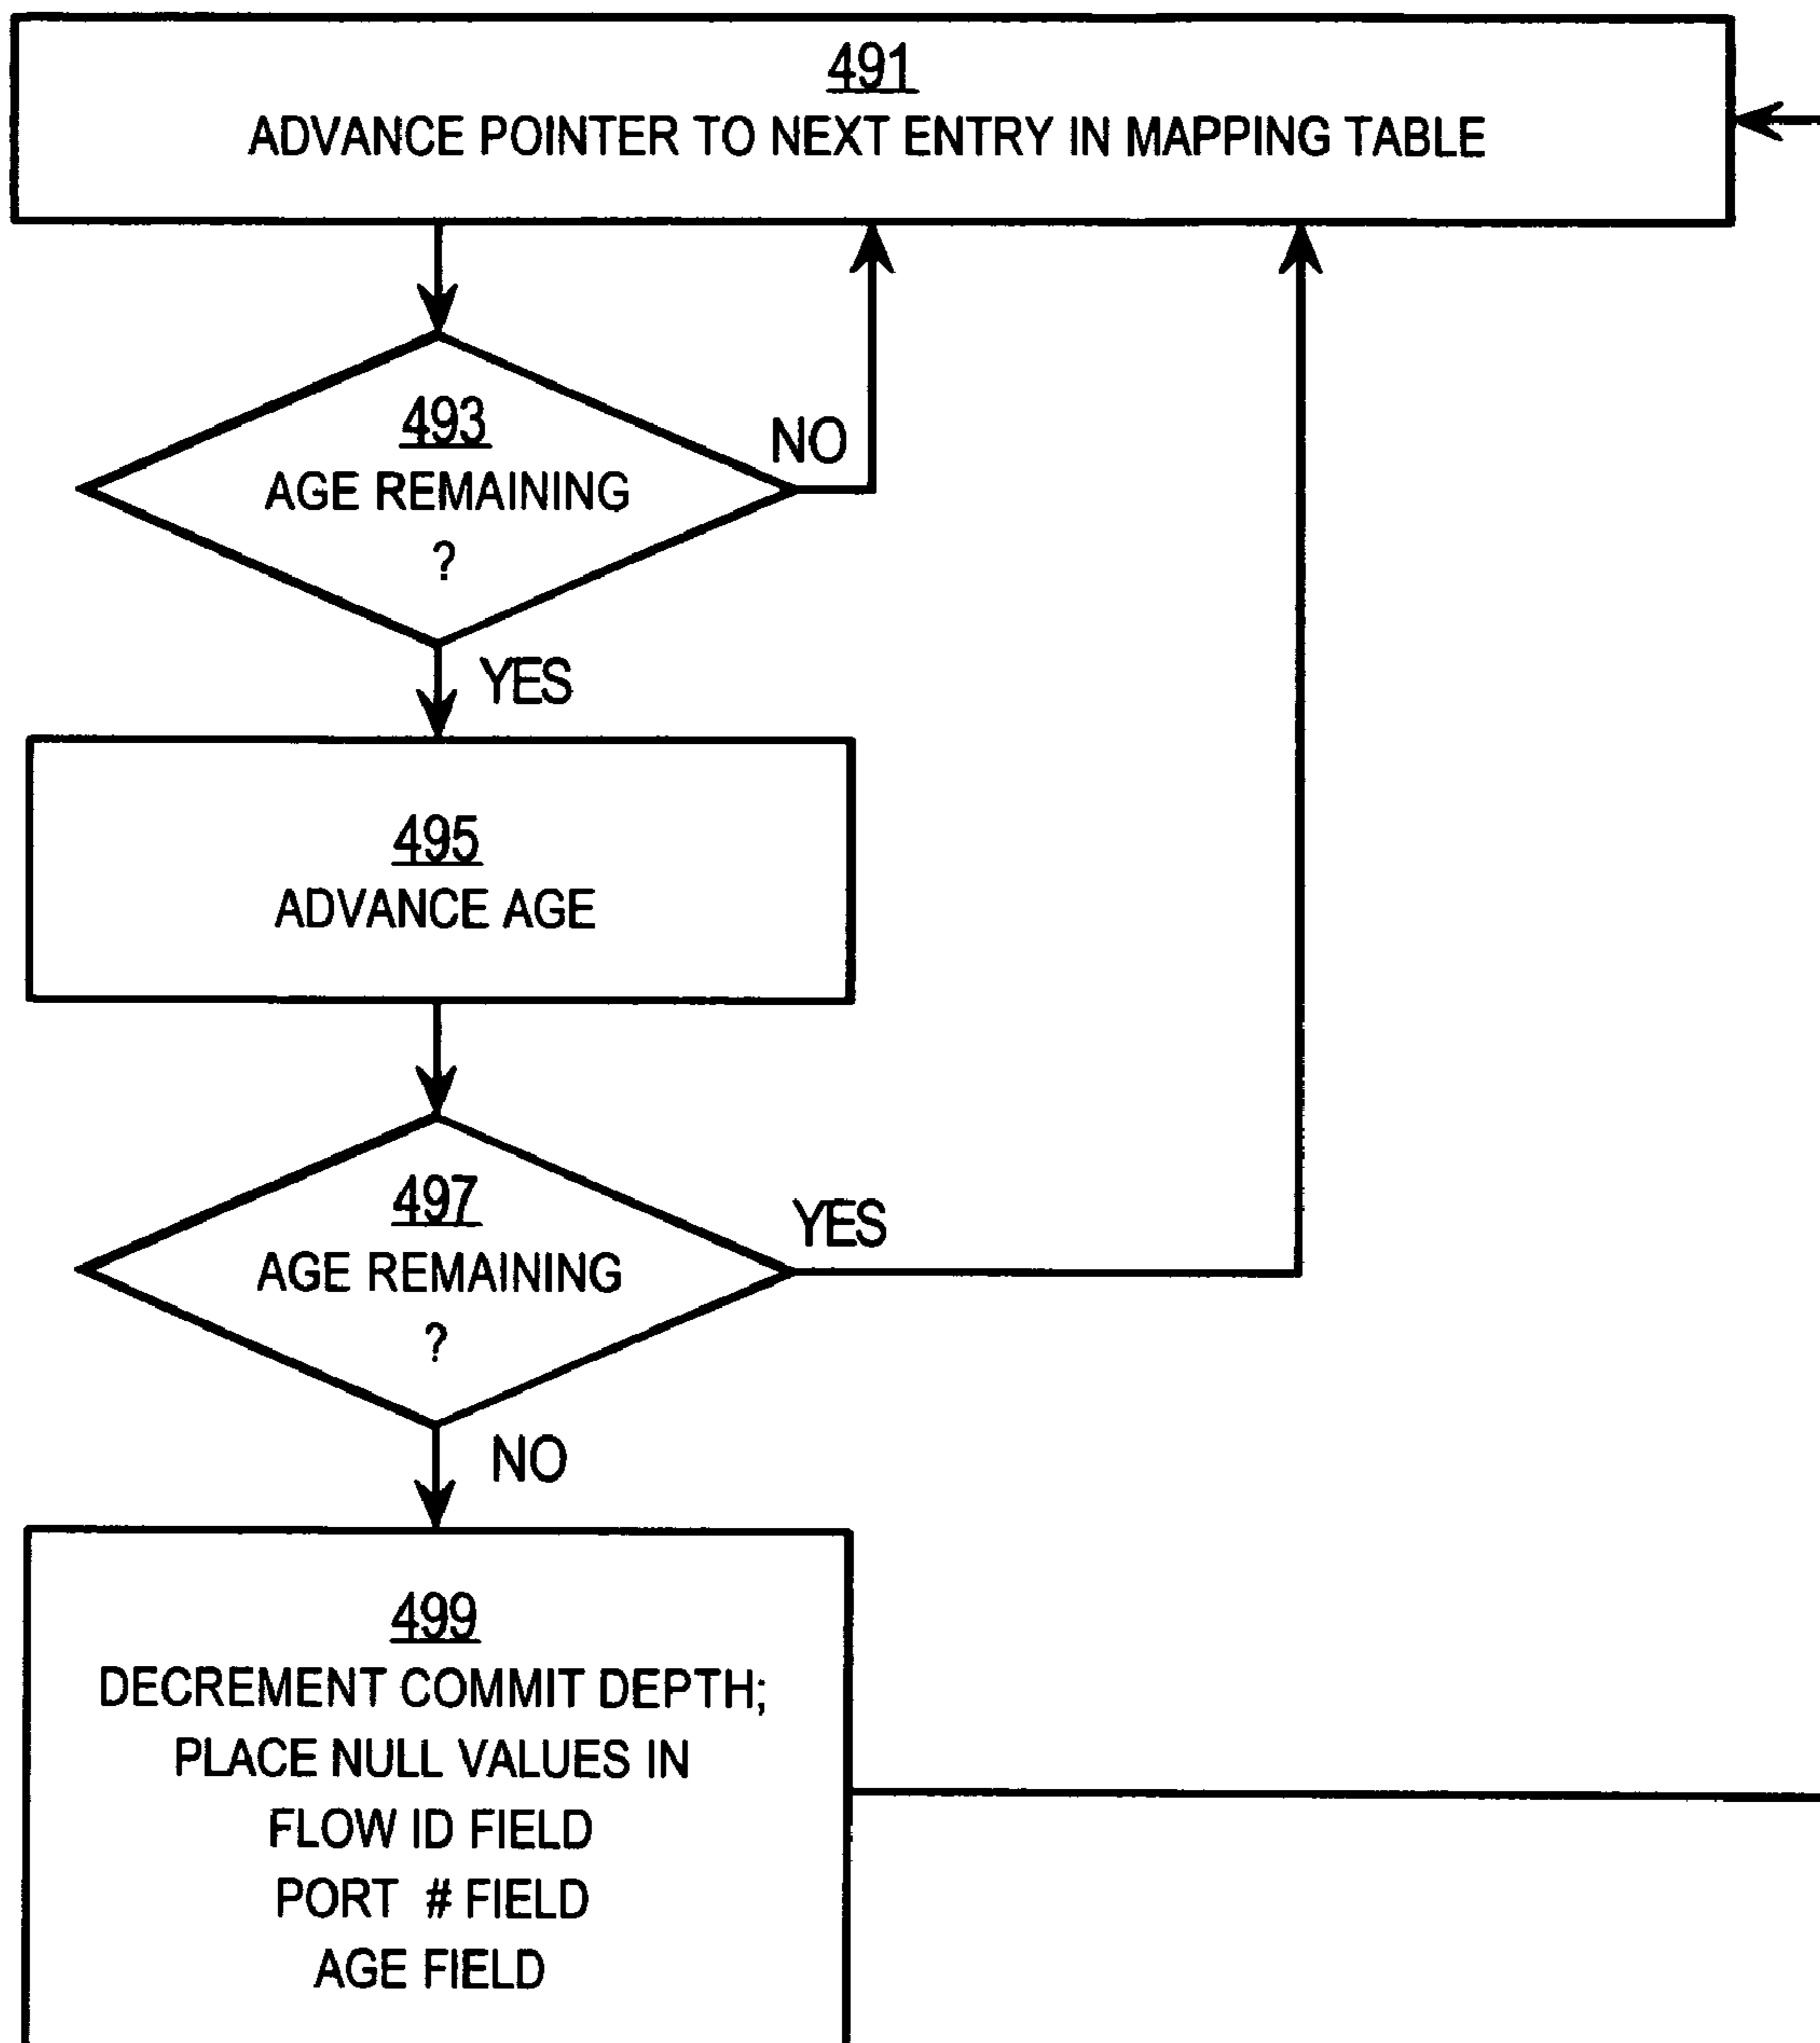 491
ADVANCE POINTER TO NEXT ENTRY IN MAPPING TABLE
493
AGE REMAINING
?
NO
YES
495
ADVANCE AGE
497
AGE REMAINING
?
YES
NO
499
DECREMENT COMMIT DEPTH;
PLACE NULL VALUES IN
FLOW ID FIELD
PORT # FIELD
AGE FIELD